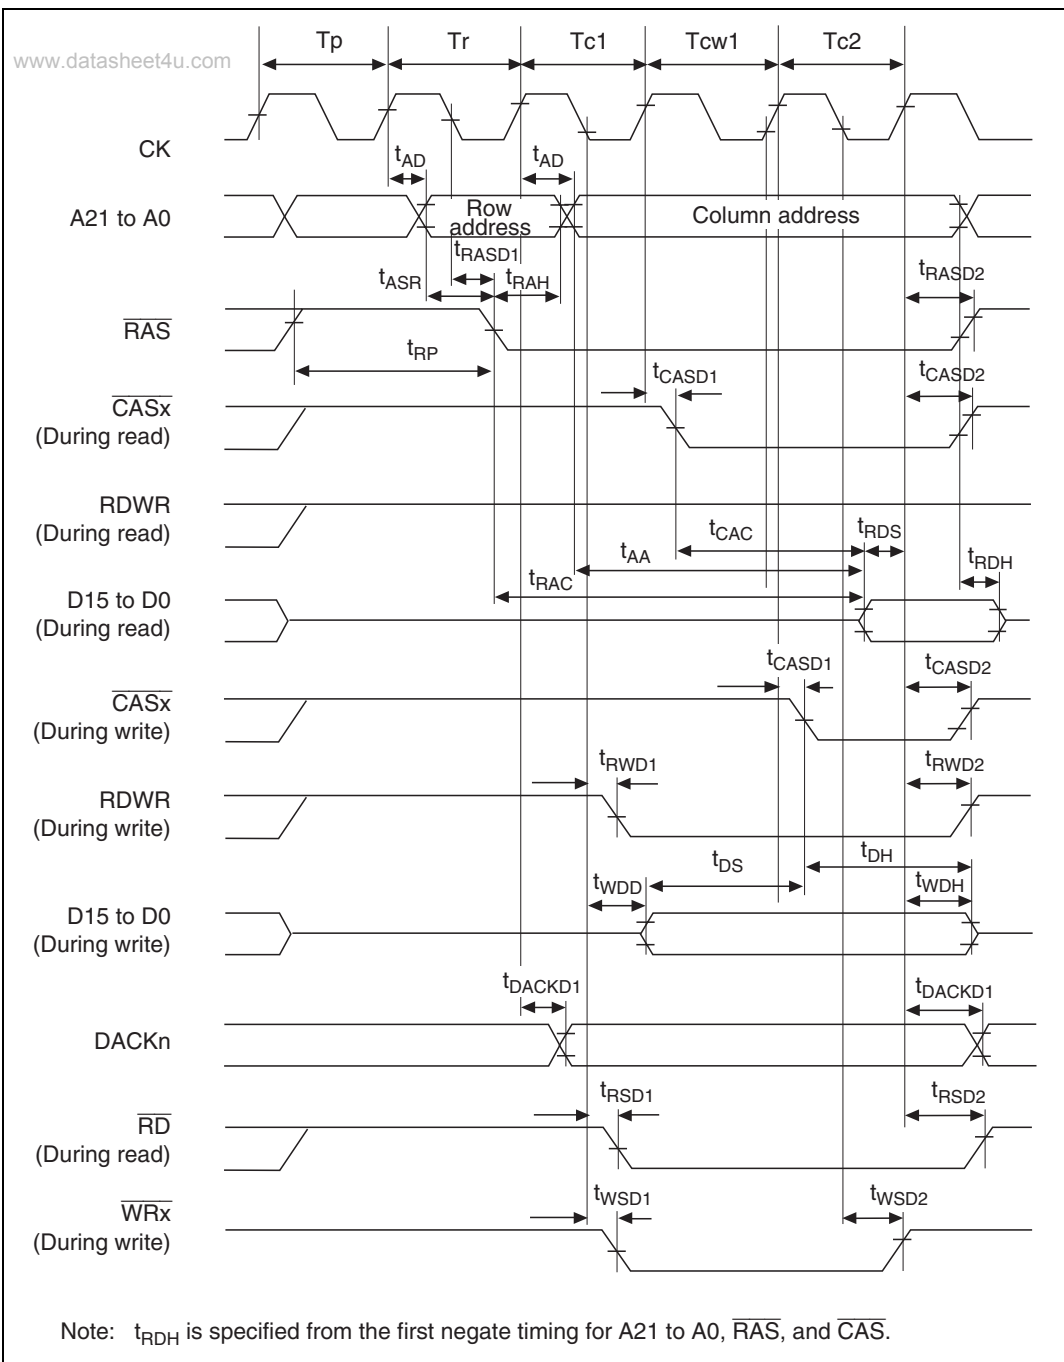 www.datasheet4u.com
Tp Tr Tc1 Tcw1 Tc2
CK
tAD tAD
A21 to A0
Row address
Column address
tRASD1
tASR tRAH
tRASD2
RAS
tRP
tCASD1 tCASD2
CASx
(During read)
RDWR
(During read)
tCAC tRDS
tAA tRDH
tRAC
D15 to D0
(During read)
tCASD1 tCASD2
CASx
(During write)
tRWD1 tRWD2
RDWR
(During write)
tDS tDH
tWDD tWDH
D15 to D0
(During write)
tDACKD1 tDACKD1
DACKn
tRSD1 tRSD2
RD
(During read)
tWSD1 tWSD2
WRx
(During write)
Note: tRDH is specified from the first negate timing for A21 to A0, RAS, and CAS.